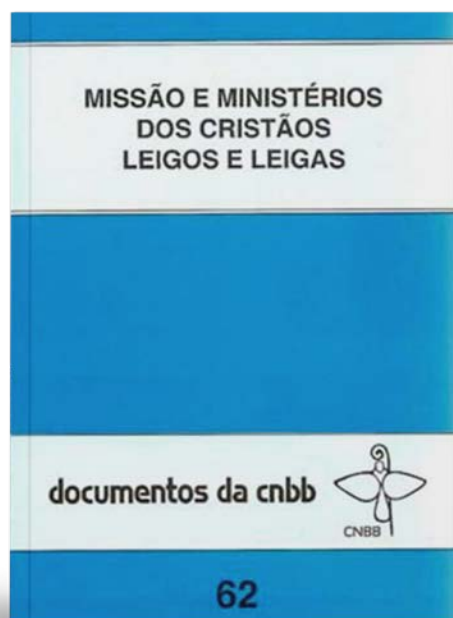 MISSÃO E MINISTÉRIOS
DOS CRISTÃOS
LEIGOS E LEIGAS
documentos da cnbb
CNBB
62